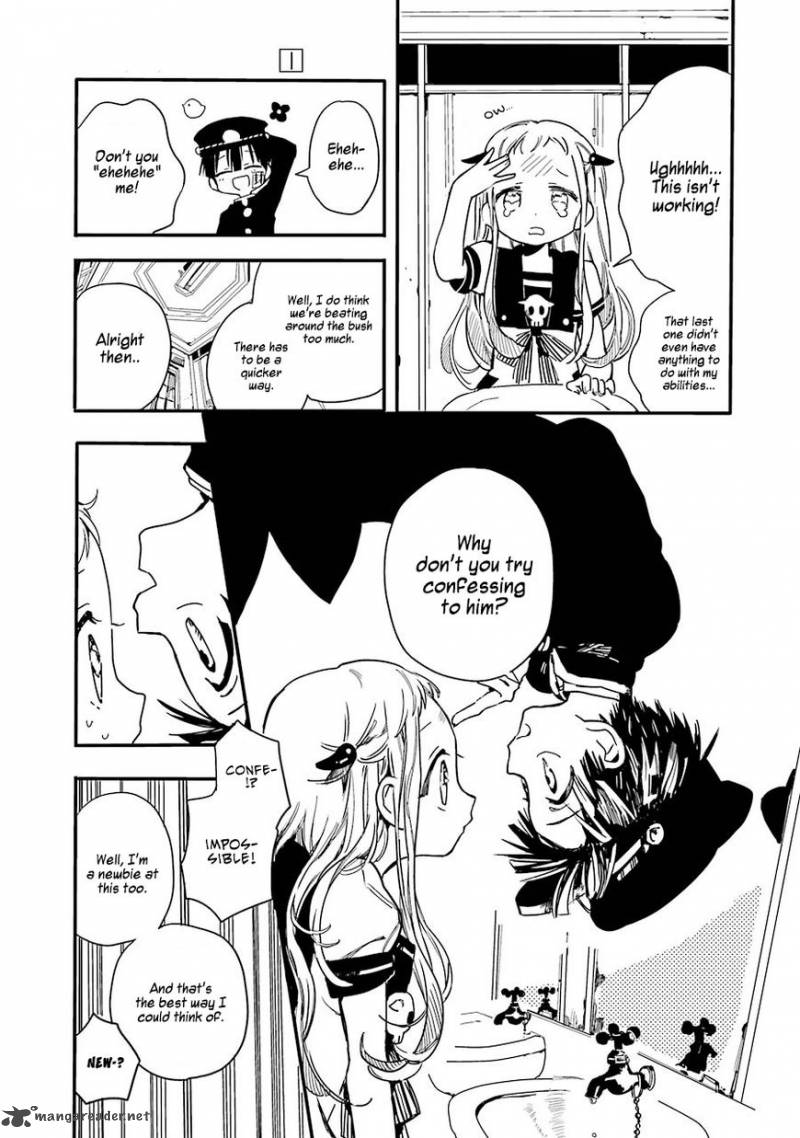 OW...
Ughhhhh...
This isn't
working!
That last
one didn't
even have
anything to
do with my
abilities...
Eheh-
ehe...
Don't you
"ehehehe"
me!
Well, I do think
we're beating
around the bush
too much.
There has
to be a
quicker
way.
Alright
then..
Why
don't you try
confessing
to him?
CONFE-
!?
IMPOS-
SIBLE!
Well, I'm
a newbie at
this too.
And that's
the best way I
could think of.
NEW-?
mangareader.net